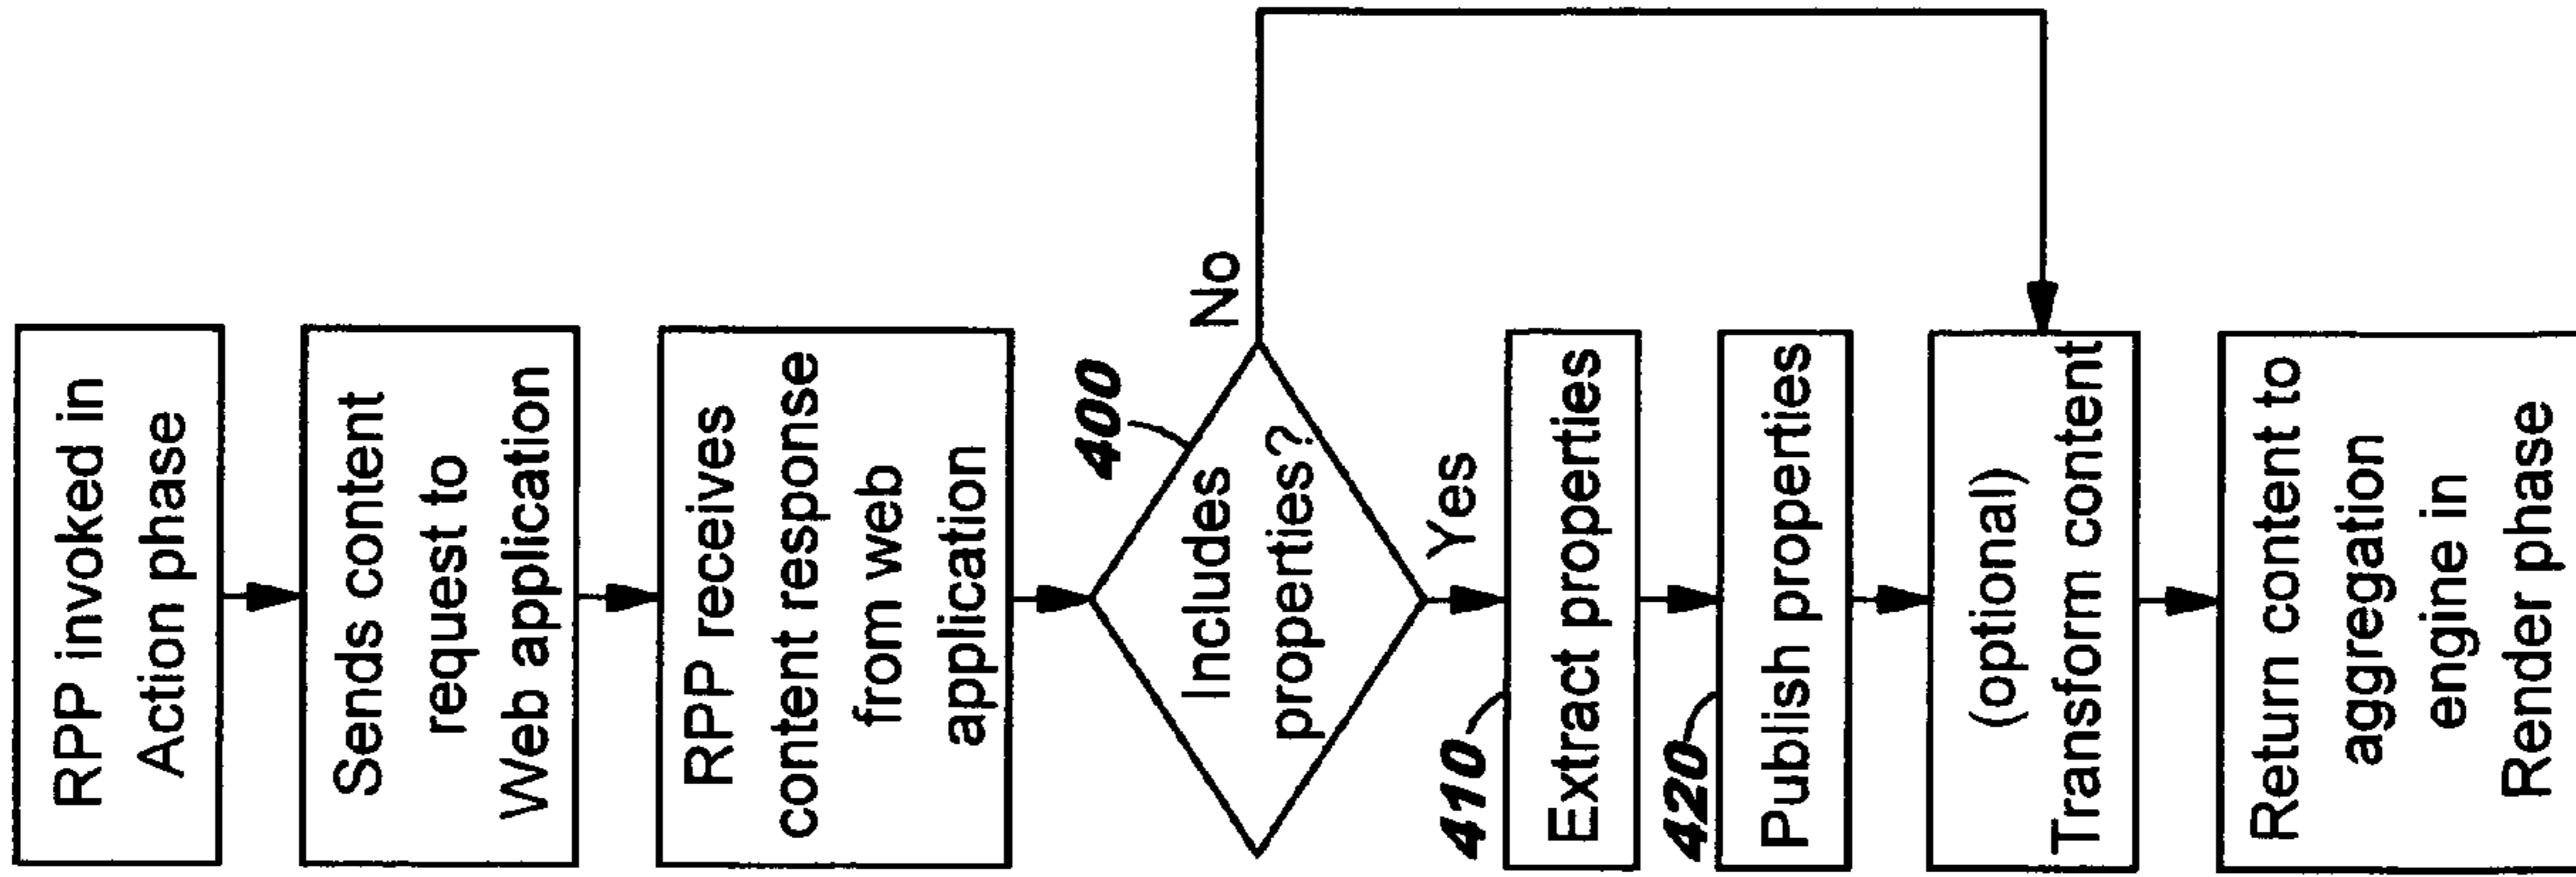 RPP invoked in
Action phase
Sends content
request to
Web application
RPP receives
content response
from web
application
400
Includes
properties?
No
Yes
410
Extract properties
420
Publish properties
(optional)
Transform content
Return content to
aggregation
engine in
Render phase